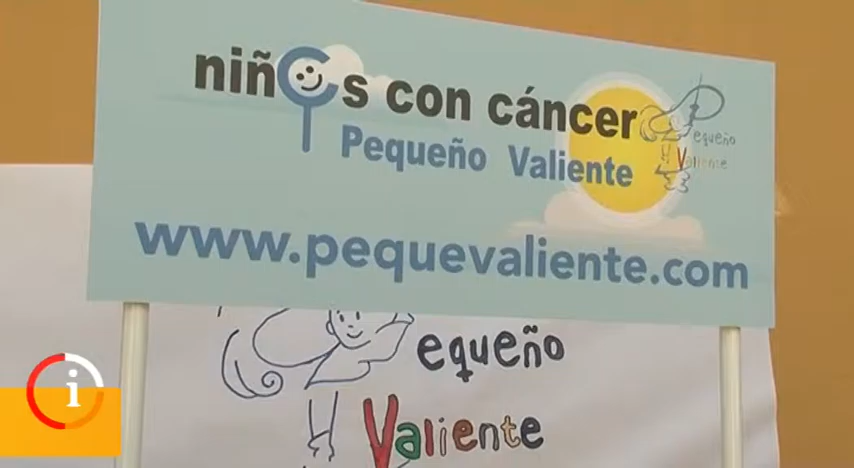 niños con cáncer
Pequeño Valiente
Pequeño
Valiente
www.pequevaliente.com
Pequeño
Valiente
i